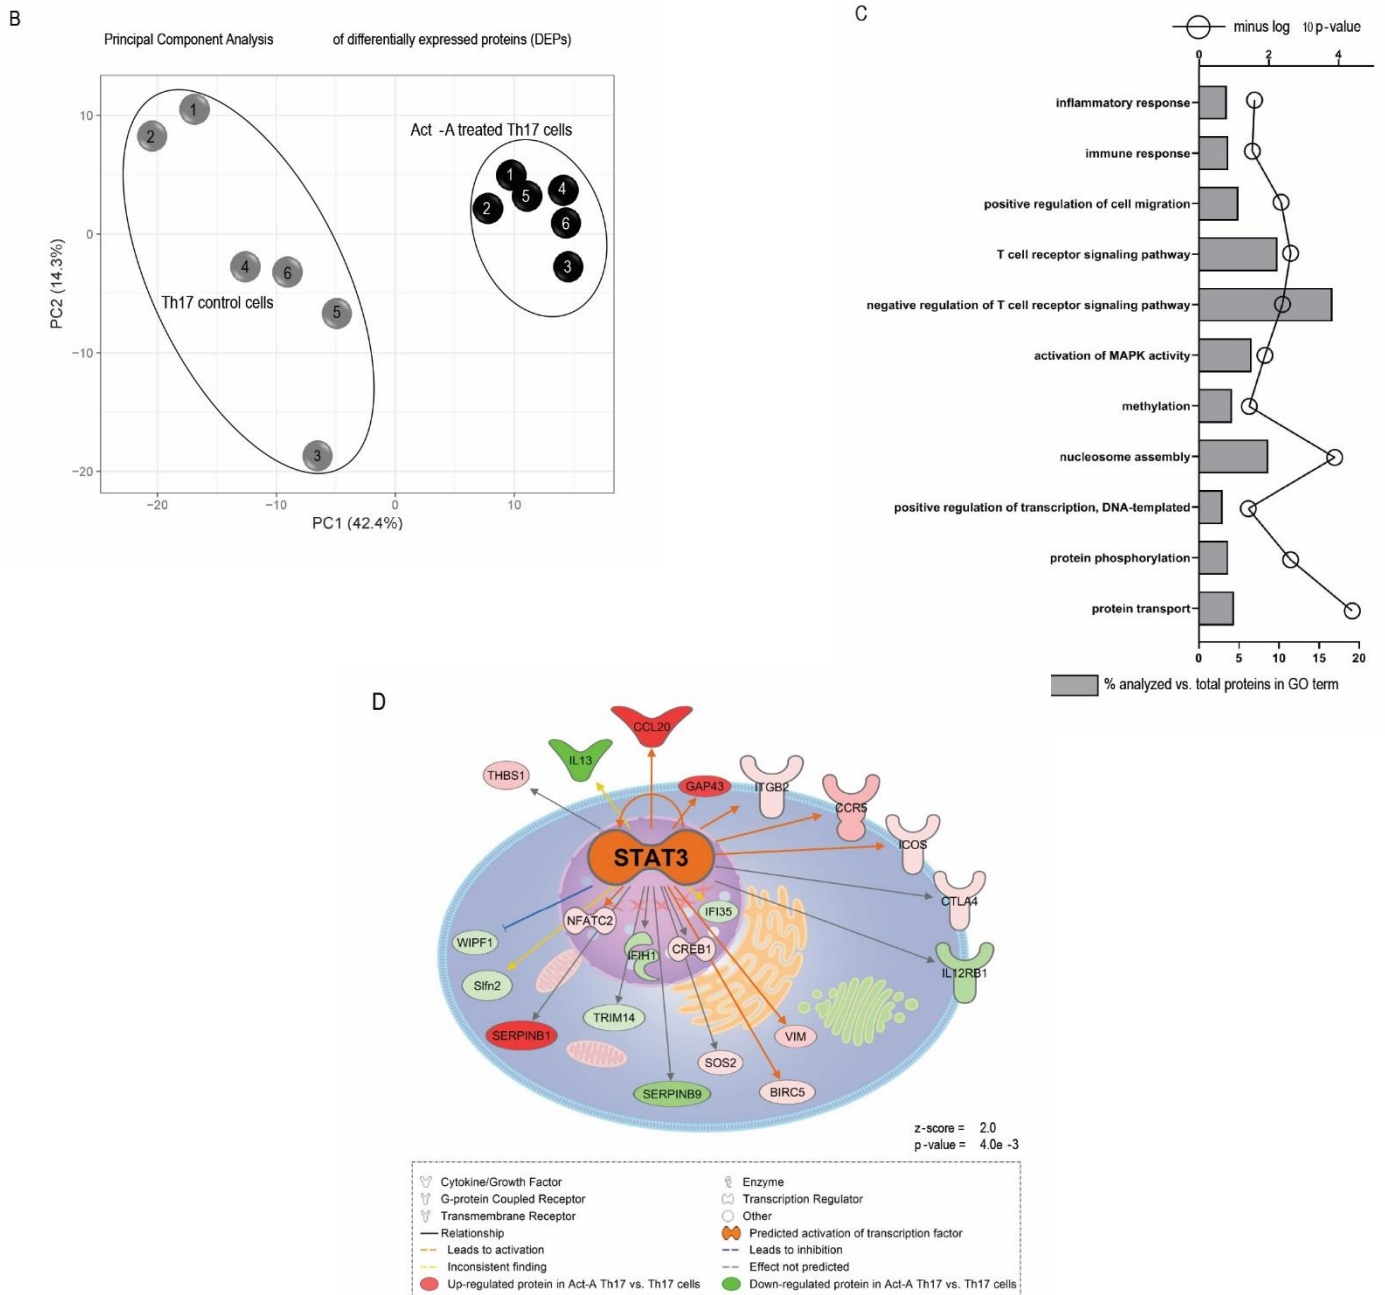 B
Principal Component Analysis of differentially expressed proteins (DEPs)
10
0
−10
−20
PC2 (14.3%)
1
2
4
6
5
3
Th17 control cells
Act -A treated Th17 cells
1
5
4
2
6
3
−20
−10
0
10
PC1 (42.4%)
C
minus log 10 p-value
0 2 4
inflammatory response
immune response
positive regulation of cell migration
T cell receptor signaling pathway
negative regulation of T cell receptor signaling pathway
activation of MAPK activity
methylation
nucleosome assembly
positive regulation of transcription, DNA-templated
protein phosphorylation
protein transport
0 5 10 15 20
% analyzed vs. total proteins in GO term
D
CCL20
IL13
THBS1
GAP43
ITGB2
CCR5
ICOS
STAT3
CTLA4
IFI35
NFATC2
WIPF1
IFIH1
CREB1
IL12RB1
Slfn2
TRIM14
SERPINB1
VIM
SOS2
SERPINB9
BIRC5
z-score = 2.0
p-value = 4.0e -3
Cytokine/Growth Factor
G-protein Coupled Receptor
Transmembrane Receptor
Relationship
Leads to activation
Inconsistent finding
Up-regulated protein in Act-A Th17 vs. Th17 cells
Enzyme
Transcription Regulator
Other
Predicted activation of transcription factor
Leads to inhibition
Effect not predicted
Down-regulated protein in Act-A Th17 vs. Th17 cells